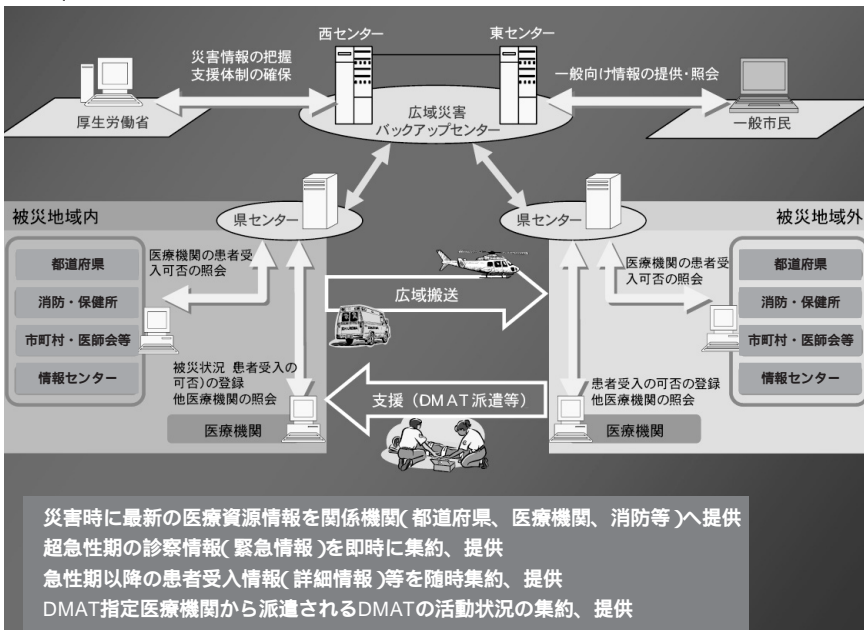 西センター
東センター
災害情報の把握
支援体制の確保
一般向け情報の提供・照会
厚生労働省
広域災害
バックアップセンター
一般市民
被災地域内
県センター
県センター
被災地域外
都道府県
消防・保健所
市町村・医師会等
情報センター
医療機関の患者受
入可否の照会
広域搬送
医療機関の患者受
入可否の照会
都道府県
消防・保健所
市町村・医師会等
情報センター
被災状況 患者受入の
可否)の登録
他医療機関の照会
支援(DMAT派遣等)
患者受入の可否の登録
他医療機関の照会
医療機関
医療機関
災害時に最新の医療資源情報を関係機関(都道府県、医療機関、消防等)へ提供
超急性期の診察情報(緊急情報)を即時に集約、提供
急性期以降の患者受入情報(詳細情報)等を随時集約、提供
DMAT指定医療機関から派遣されるDMATの活動状況の集約、提供